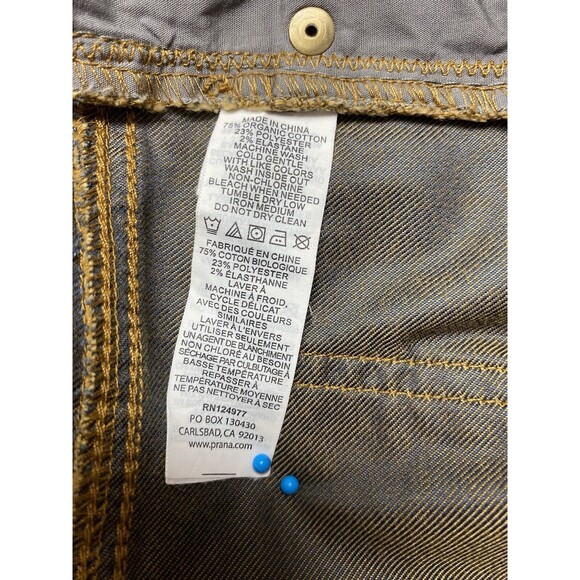 MADE IN CHINA
75% ORGANIC COTTON
23% POLYESTER
2% ELASTANE
MACHINE WASH
COLD GENTLE
WITH LIKE COLORS
WASH INSIDE OUT
NON-CHLORINE
BLEACH WHEN NEEDED
TUMBLE DRY LOW
IRON MEDIUM
DO NOT DRY CLEAN
FABRIQUÉ EN CHINE
75% COTON BIOLOGIQUE
23% POLYESTER
2% ÉLASTHANNE
LAVER À
MACHINE À FROID,
CYCLE DÉLICAT
AVEC DES COULEURS
SIMILAIRES
LAVER À L'ENVERS
UTILISER SEULEMENT
UN AGENT DE BLANCHIMENT
NON CHLORÉ AU BESOIN
SÉCHAGE PAR CULBUTAGE À
BASSE TEMPÉRATURE
REPASSER À
TEMPÉRATURE MOYENNE
NE PAS NETTOYER À SEC
RN124977
PO BOX 130430
CARLSBAD, CA 92013
www.prana.com